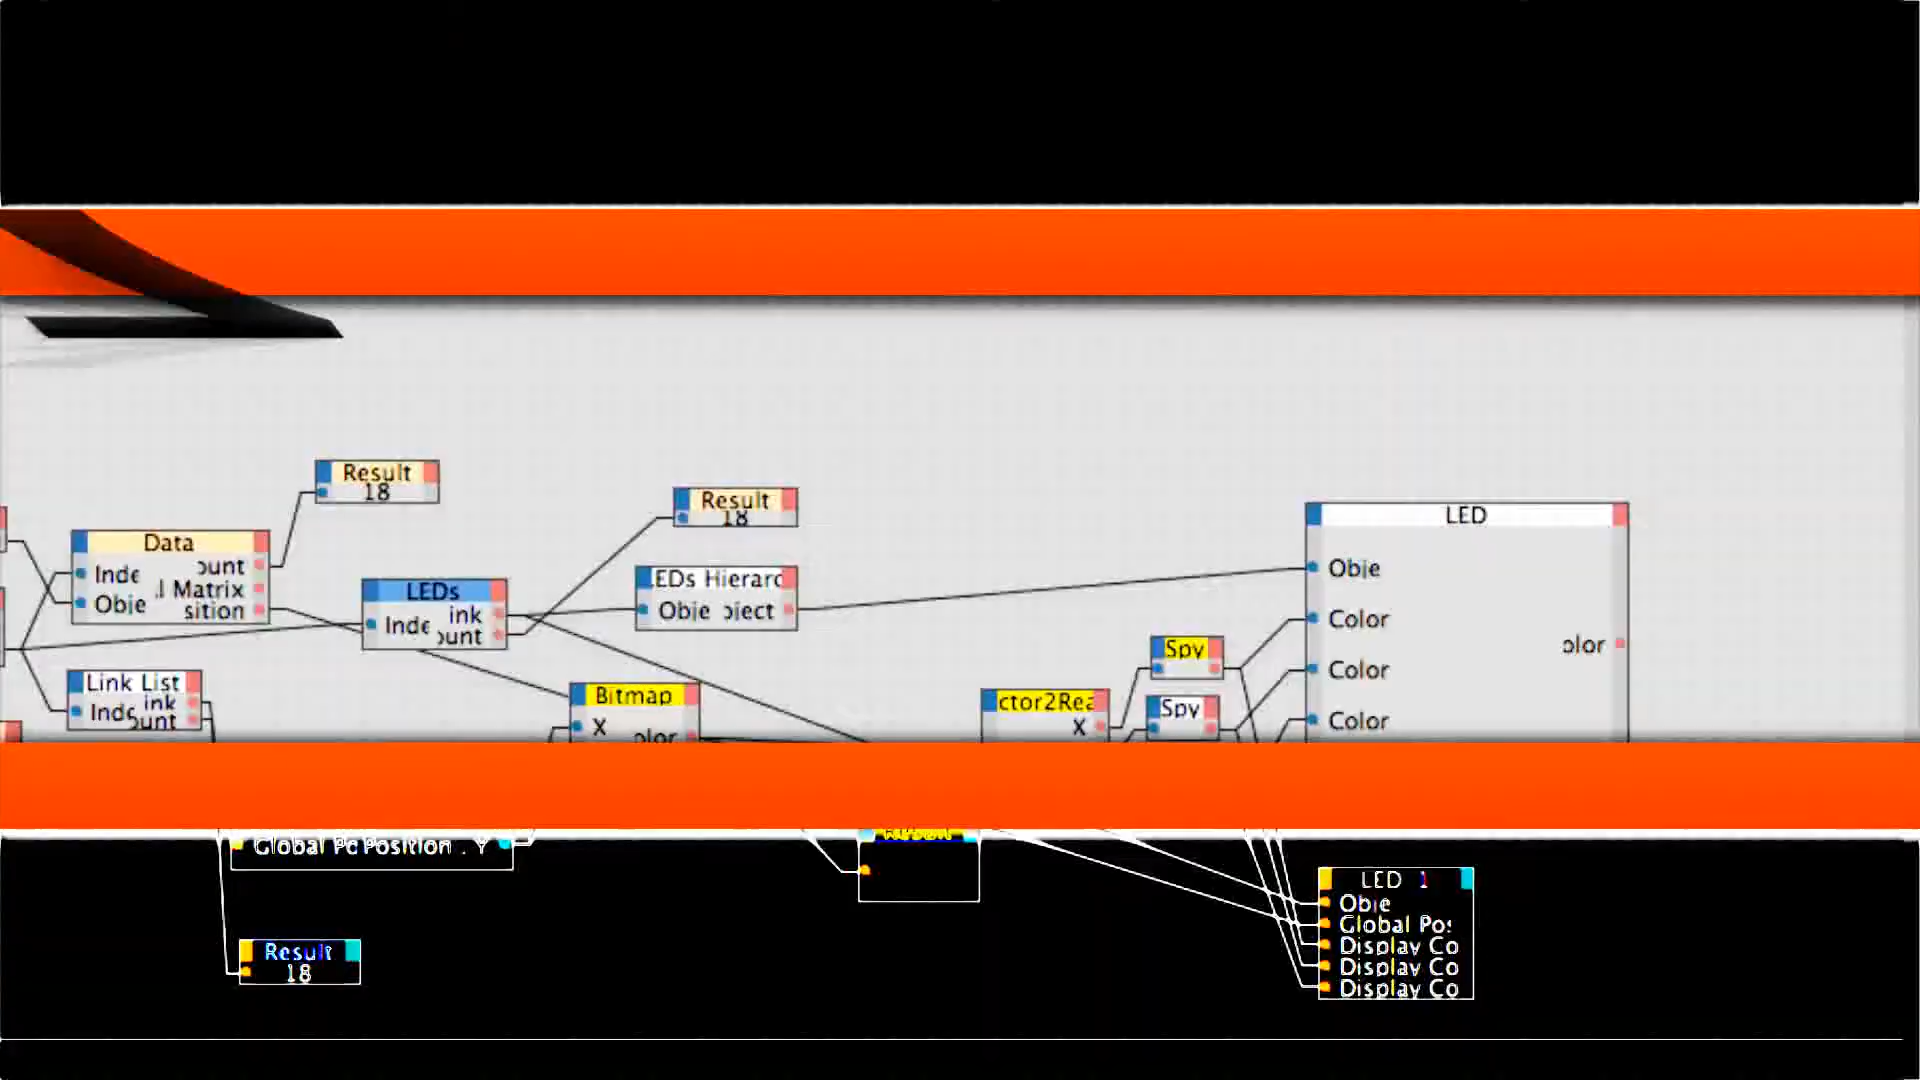 Result
18
Result
18
LED
Data
Inde
ount
l Matrix
Obje
sition
Obje
LEDs
ink
Inde
ount
EDs Hierarc
Obje
oject
Color
olor
Spy
Color
Link List
ink
Inde
ount
Bitmap
X
olor
ctor2Rea
X
Spy
Color
Global Po
Position . Y
LED 1
Obje
Global Pos
Display Co
Display Co
Display Co
Result
18